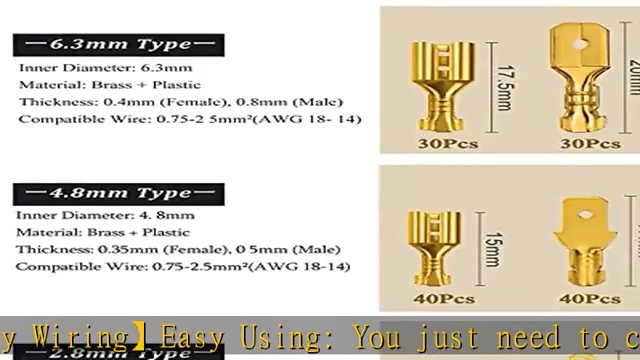 —6.3mm Type—
Inner Diameter: 6.3mm
Material: Brass + Plastic
Thickness: 0.4mm (Female), 0.8mm (Male)
Compatible Wire: 0.75-2 5mm²(AWG 18- 14)
17.5mm
20mm
30Pcs
30Pcs
—4.8mm Type—
Inner Diameter: 4. 8mm
Material: Brass + Plastic
Thickness: 0.35mm (Female), 0 5mm (Male)
Compatible Wire: 0.75-2.5mm²(AWG 18-14)
15mm
40Pcs
40Pcs
y Wiring】Easy Using: You just need to c
—2.8mm Type—